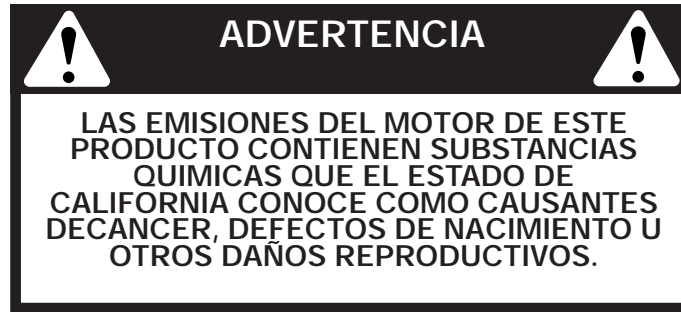 ADVERTENCIA
LAS EMISIONES DEL MOTOR DE ESTE
PRODUCTO CONTIENEN SUBSTANCIAS
QUIMICAS QUE EL ESTADO DE
CALIFORNIA CONOCE COMO CAUSANTES
DECANCER, DEFECTOS DE NACIMIENTO U
OTROS DAÑOS REPRODUCTIVOS.